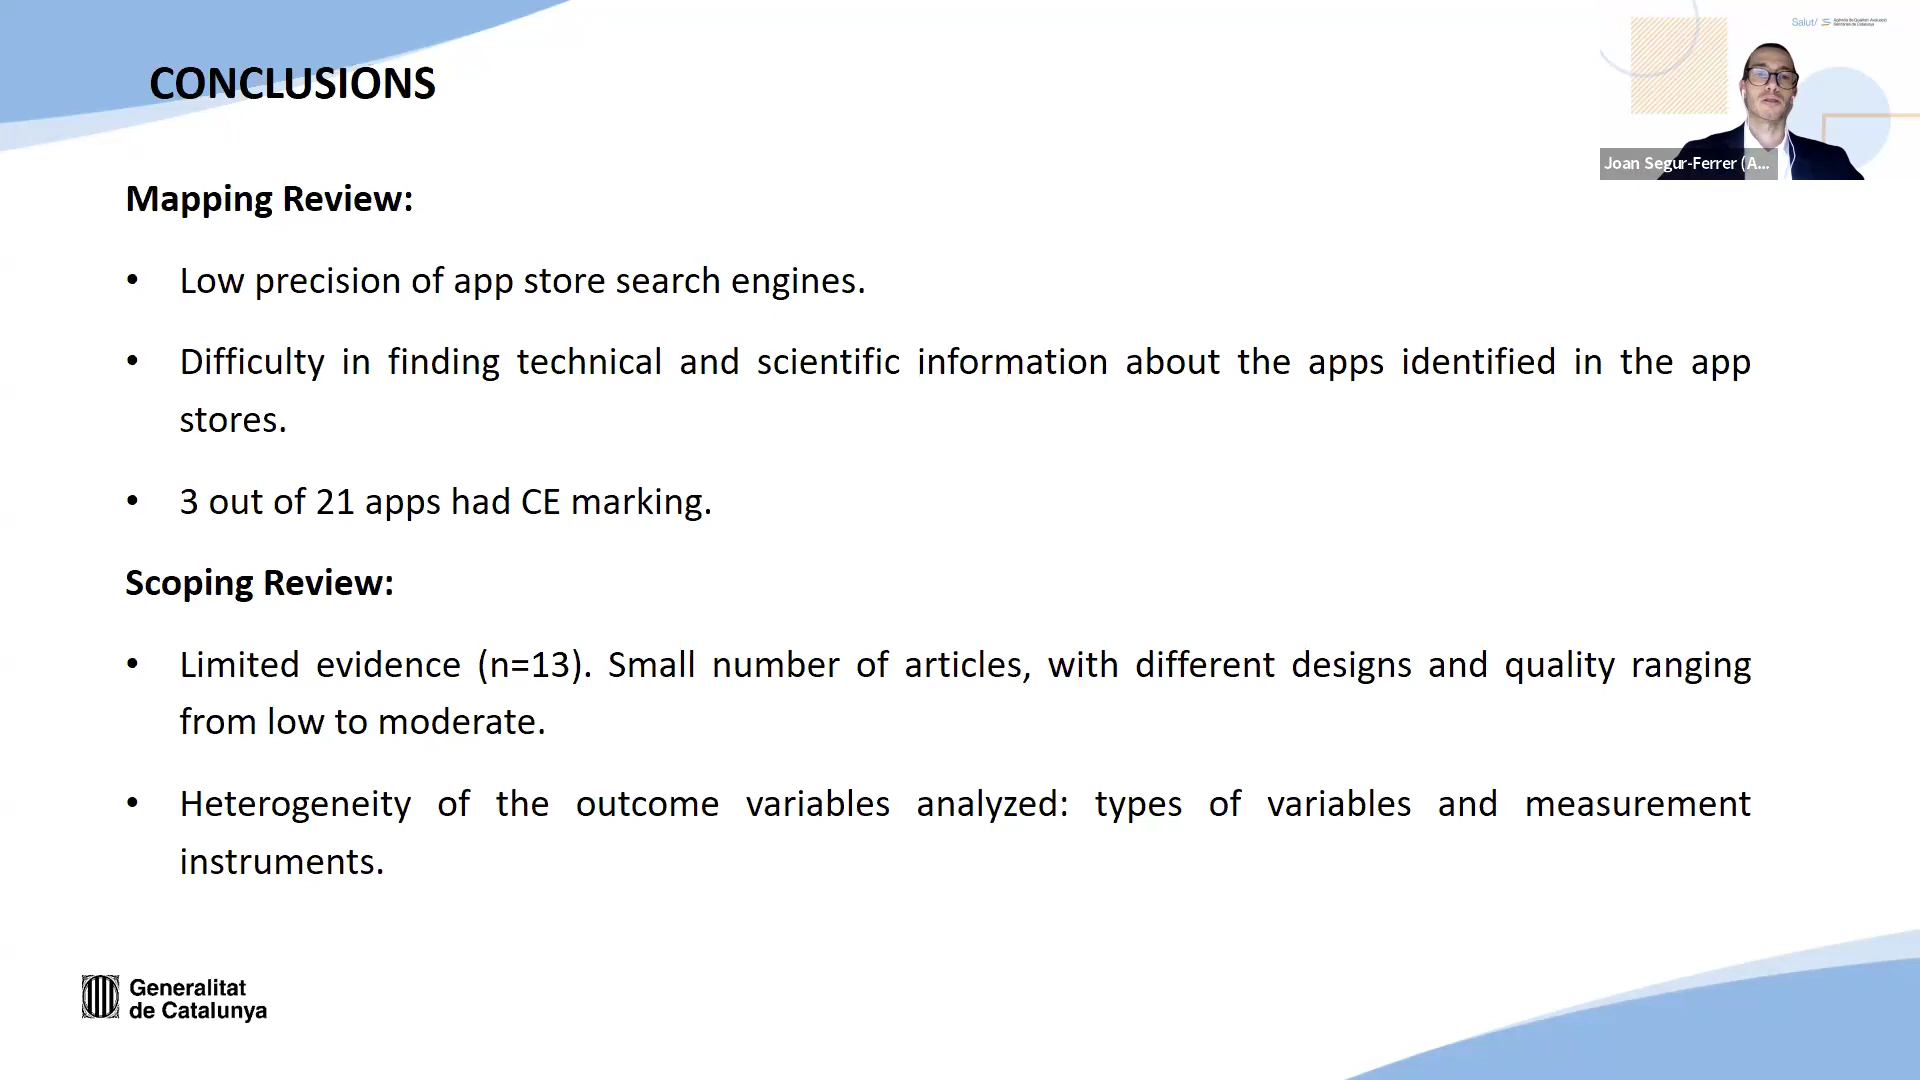 CONCLUSIONS
Salut/
Joan Segur-Ferrer (A...
Mapping Review:
• Low precision of app store search engines.
• Difficulty in finding technical and scientific information about the apps identified in the app
stores.
• 3 out of 21 apps had CE marking.
Scoping Review:
• Limited evidence (n=13). Small number of articles, with different designs and quality ranging
from low to moderate.
• Heterogeneity of the outcome variables analyzed: types of variables and measurement
instruments.
Generalitat
de Catalunya